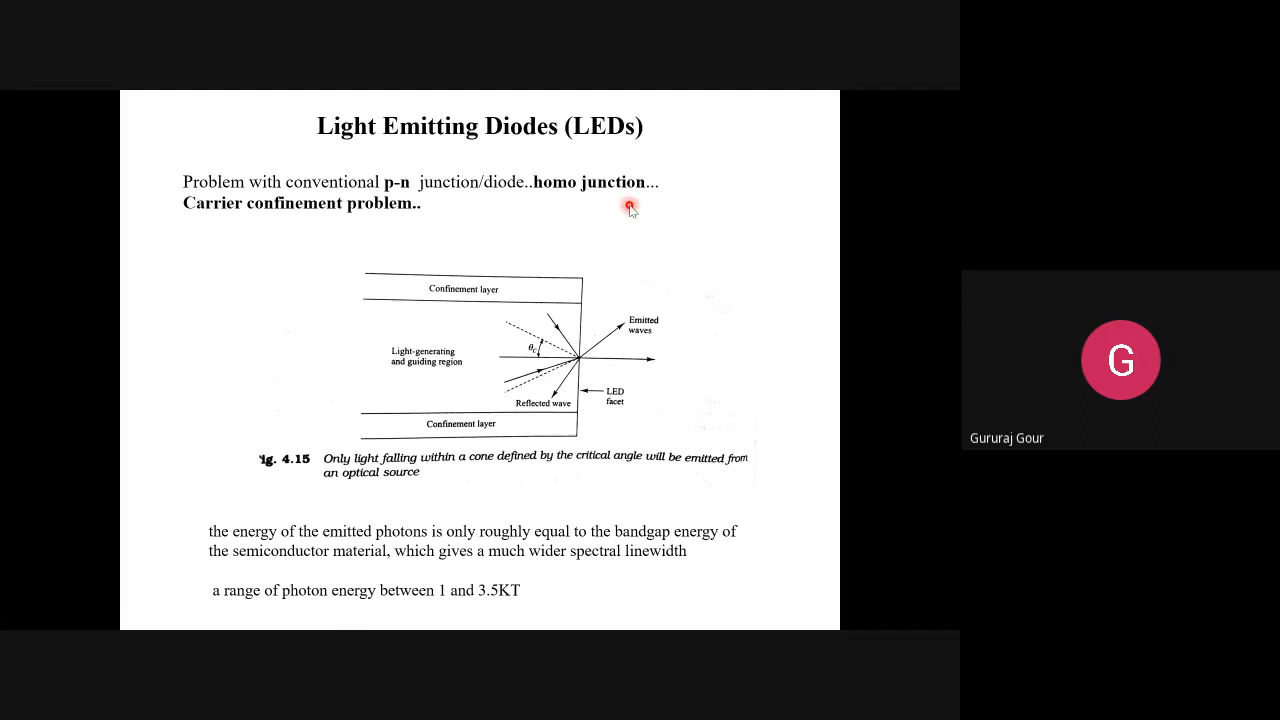 Light Emitting Diodes (LEDs)
Problem with conventional p-n junction/diode..homo junction...
Carrier confinement problem..
Confinement layer
Emitted
waves
Light-generating
and guiding region
θc
LED
facet
Reflected wave
Confinement layer
ig. 4.15 Only light falling within a cone defined by the critical angle will be emitted from
an optical source
the energy of the emitted photons is only roughly equal to the bandgap energy of
the semiconductor material, which gives a much wider spectral linewidth
a range of photon energy between 1 and 3.5KT
G
Gururaj Gour